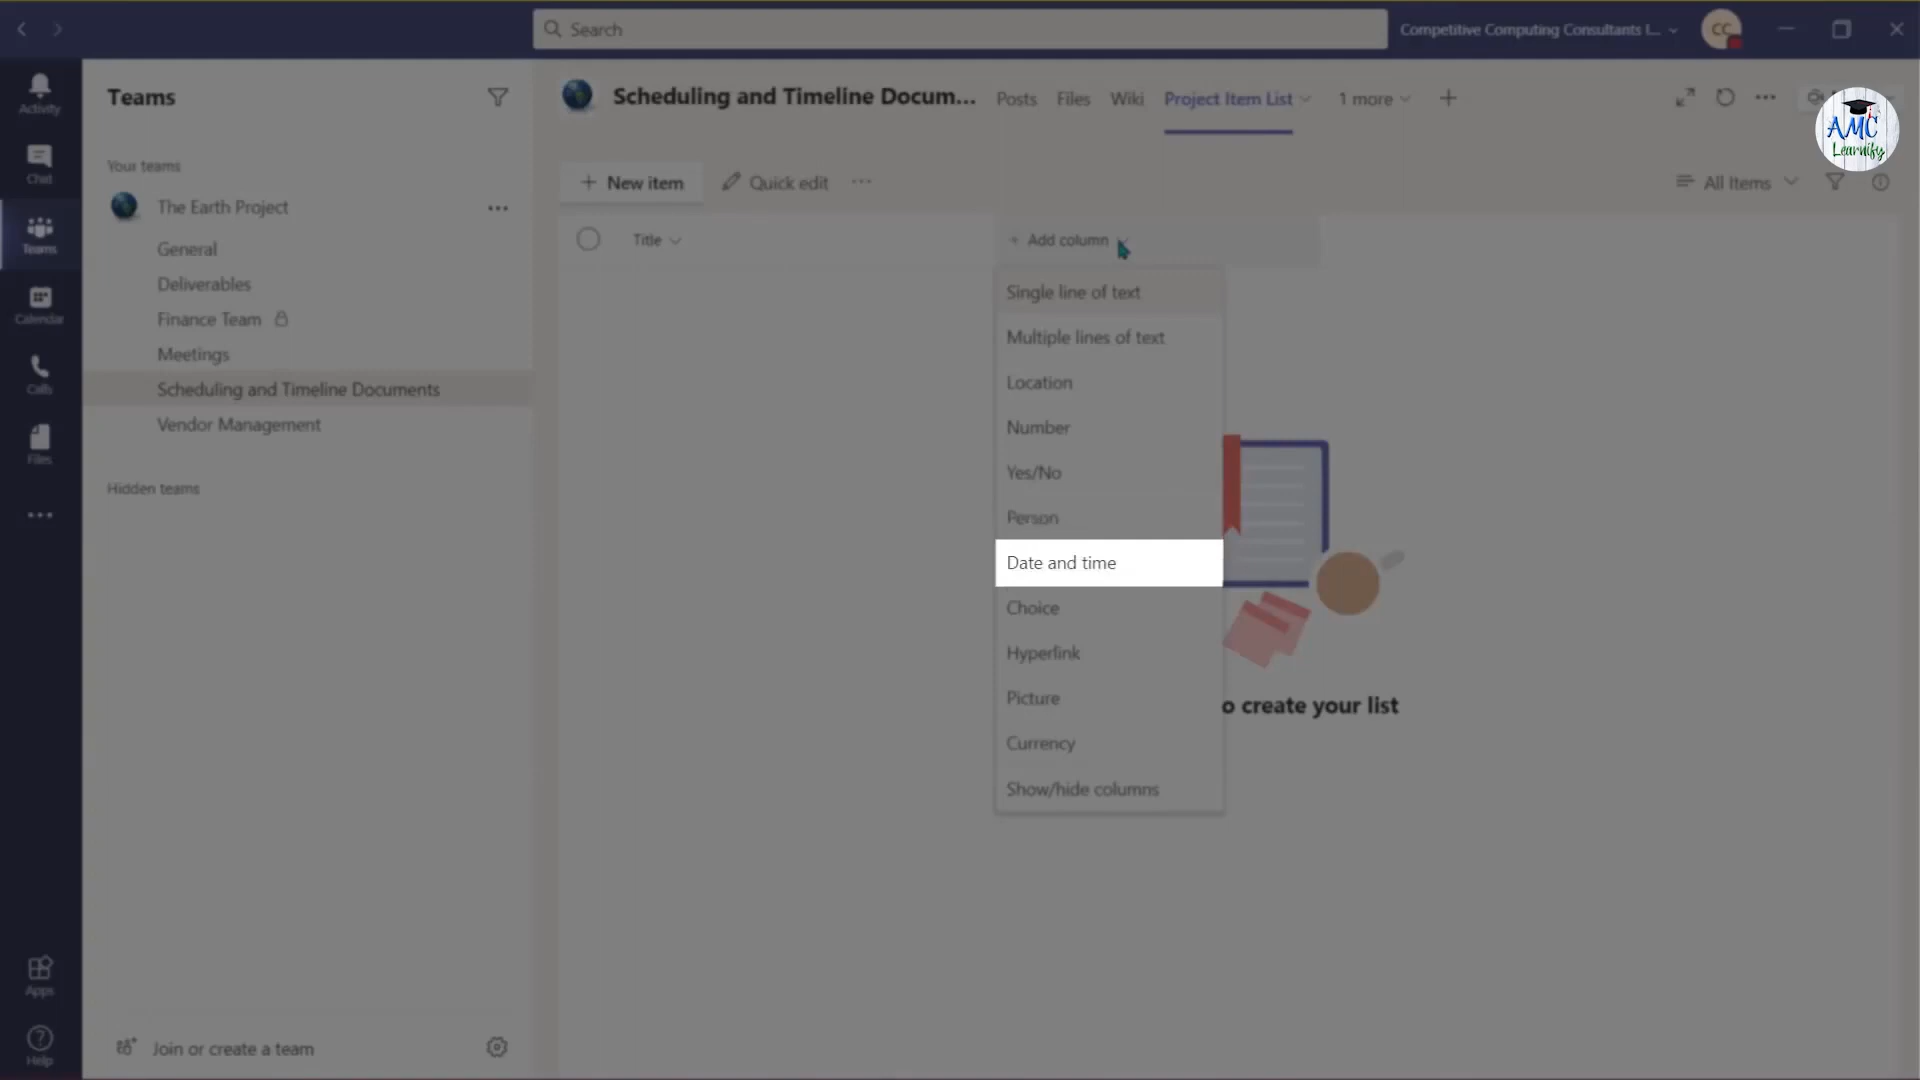 Search
Competitive Computing Consultants I...
CC
Activity
Chat
Teams
Calendar
Calls
Files
Apps
Help
Teams
Your teams
The Earth Project
General
Deliverables
Finance Team
Meetings
Scheduling and Timeline Documents
Vendor Management
Hidden teams
Join or create a team
Scheduling and Timeline Docum...
Posts
Files
Wiki
Project Item List
1 more
AMC
Learnify
New item
Quick edit
All Items
Title
Add column
Single line of text
Multiple lines of text
Location
Number
Yes/No
Person
Date and time
Choice
Hyperlink
Picture
Currency
Show/hide columns
o create your list